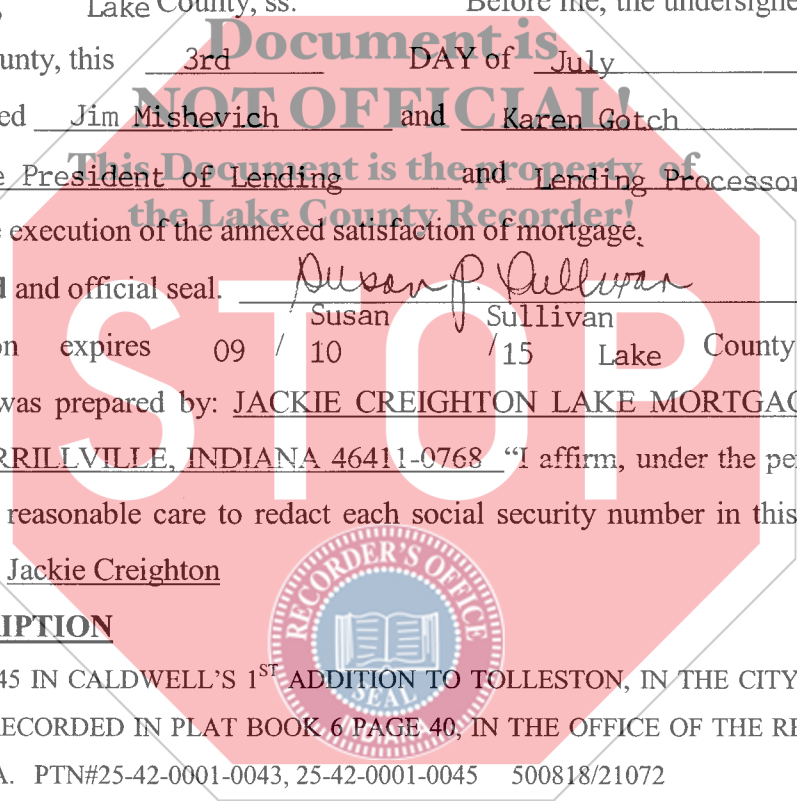 Lake County, ss. Before me, the undersigne
Document is
unty, this 3rd DAY of July
NOT OFFICIAL!
ed Jim Mishevich and Karen Gotch
This Document is the property of
e President of Lending and Lending Processor
the Lake County Recorder!
e execution of the annexed satisfaction of mortgage.
d and official seal. Susan P. Sullivan
Susan Sullivan
on expires 09 / 10 / 15 Lake County
was prepared by: JACKIE CREIGHTON LAKE MORTGAG
RRILLVILLE, INDIANA 46411-0768 “I affirm, under the pe
reasonable care to redact each social security number in this
Jackie Creighton
IPTION
45 IN CALDWELL’S 1ST ADDITION TO TOLLESTON, IN THE CITY
RECORDED IN PLAT BOOK 6 PAGE 40, IN THE OFFICE OF THE RE
A. PTN#25-42-0001-0043, 25-42-0001-0045 500818/21072
STOP
RECORDER'S OFFICE
SEAL
INDIANA